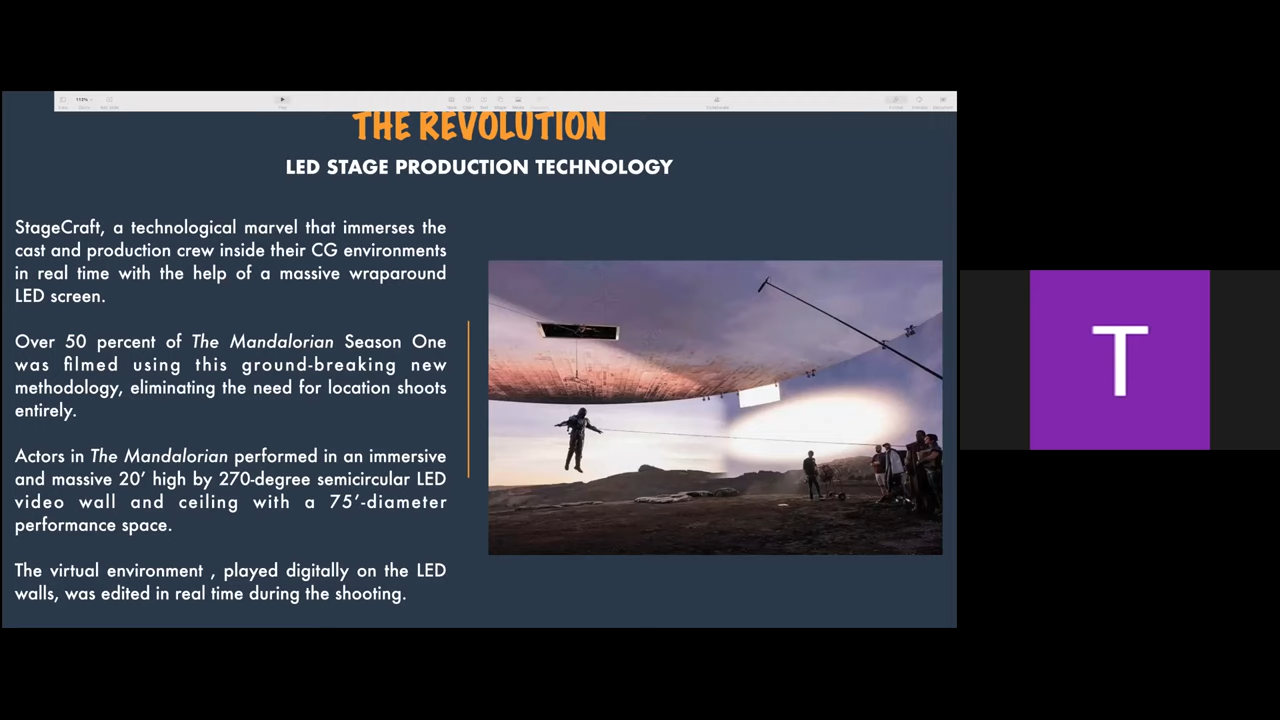 113%
THE REVOLUTION
LED STAGE PRODUCTION TECHNOLOGY
StageCraft, a technological marvel that immerses the
cast and production crew inside their CG environments
in real time with the help of a massive wraparound
LED screen.
Over 50 percent of The Mandalorian Season One
was filmed using this ground-breaking new
methodology, eliminating the need for location shoots
entirely.
Actors in The Mandalorian performed in an immersive
and massive 20’ high by 270-degree semicircular LED
video wall and ceiling with a 75’-diameter
performance space.
The virtual environment , played digitally on the LED
walls, was edited in real time during the shooting.
T